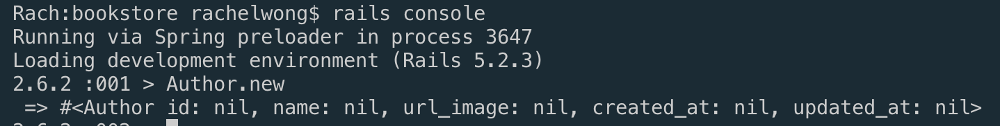 Rach:bookstore rachelwong$ rails console
Running via Spring preloader in process 3647
Loading development environment (Rails 5.2.3)
2.6.2 :001 > Author.new
 => #<Author id: nil, name: nil, url_image: nil, created_at: nil, updated_at: nil>